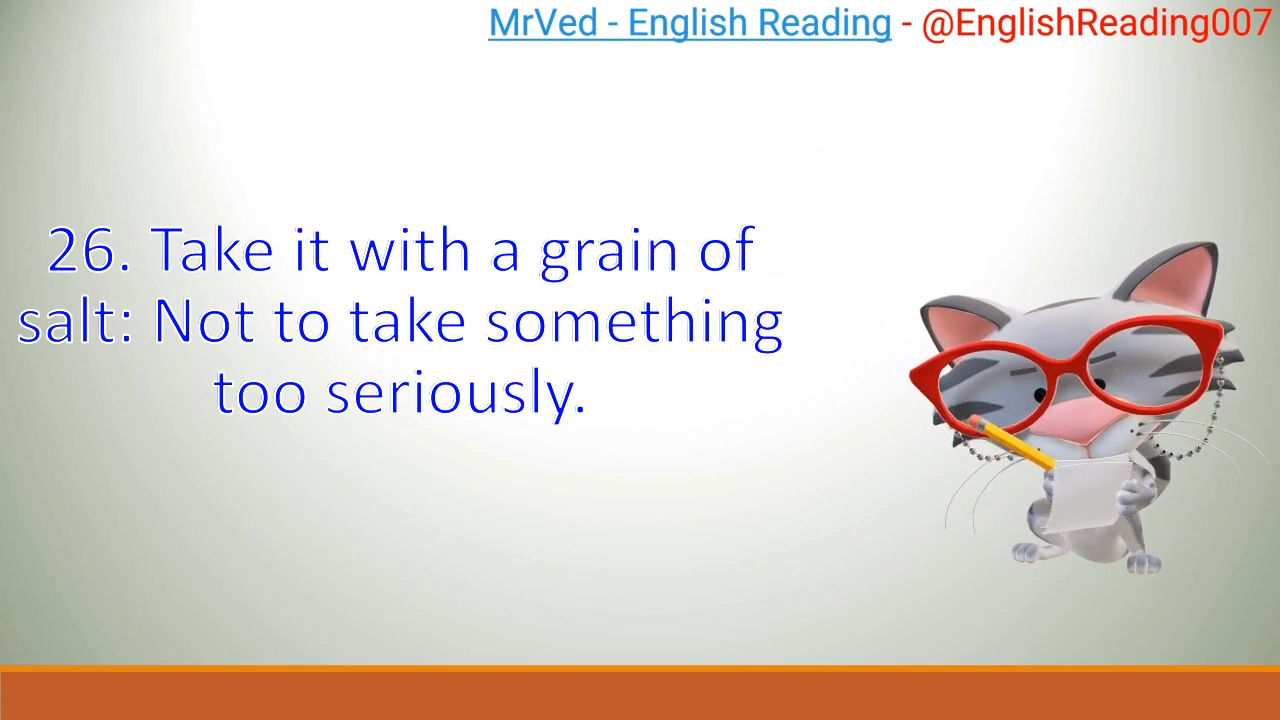 MrVed - English Reading - @EnglishReading007
26. Take it with a grain of
salt: Not to take something
too seriously.